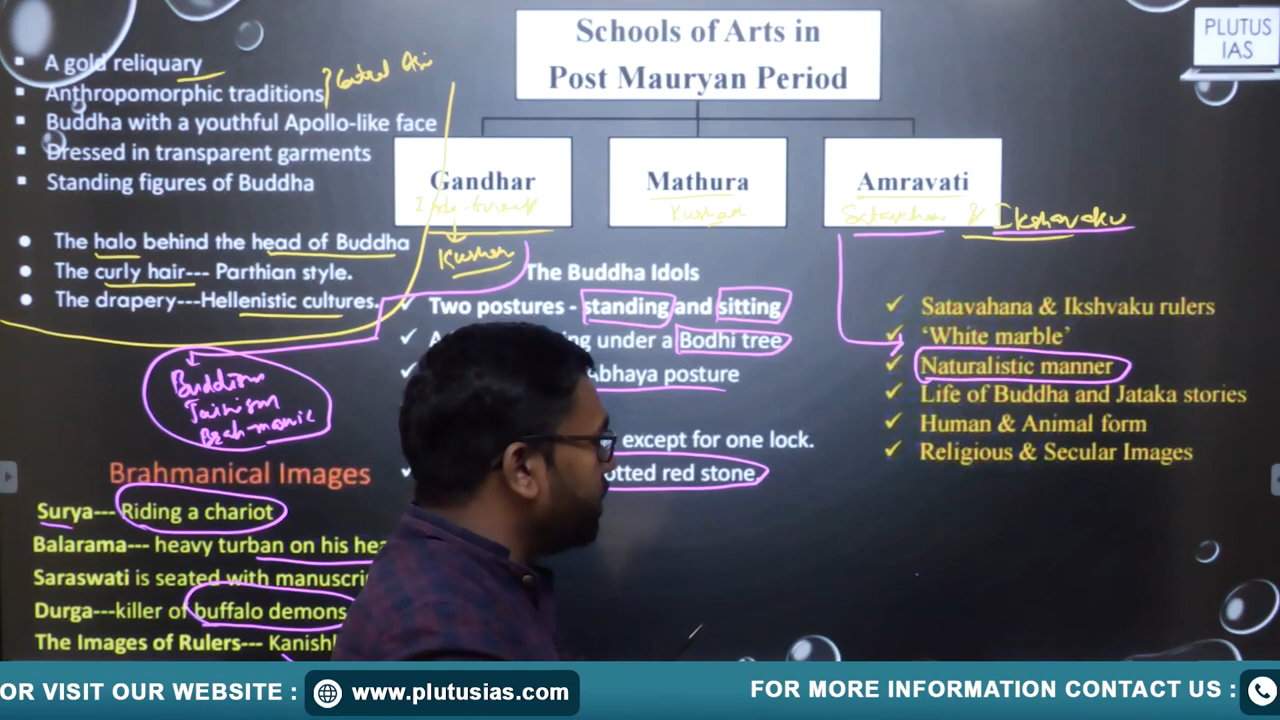 Schools of Arts in
Post Mauryan Period
PLUTUS
IAS
A gold reliquary
Anthropomorphic traditions
Buddha with a youthful Apollo-like face
Dressed in transparent garments
Standing figures of Buddha
The halo behind the head of Buddha
The curly hair--- Parthian style.
The drapery---Hellenistic cultures.
Gandhar
Kushan
Mathura
Kushan
Amravati
Satavahan & Ikshavaku
Buddism
Jainism
Brahmanic
The Buddha Idols
Two postures - standing and sitting
under a Bodhi tree
abhaya posture
except for one lock.
otted red stone.
Satavahana & Ikshvaku rulers
'White marble'
Naturalistic manner
Life of Buddha and Jataka stories
Human & Animal form
Religious & Secular Images
Brahmanical Images
Surya--- Riding a chariot
Balarama--- heavy turban on his hea
Saraswati is seated with manuscri
Durga---killer of buffalo demons
The Images of Rulers--- Kanish
OR VISIT OUR WEBSITE : www.plutusias.com FOR MORE INFORMATION CONTACT US :